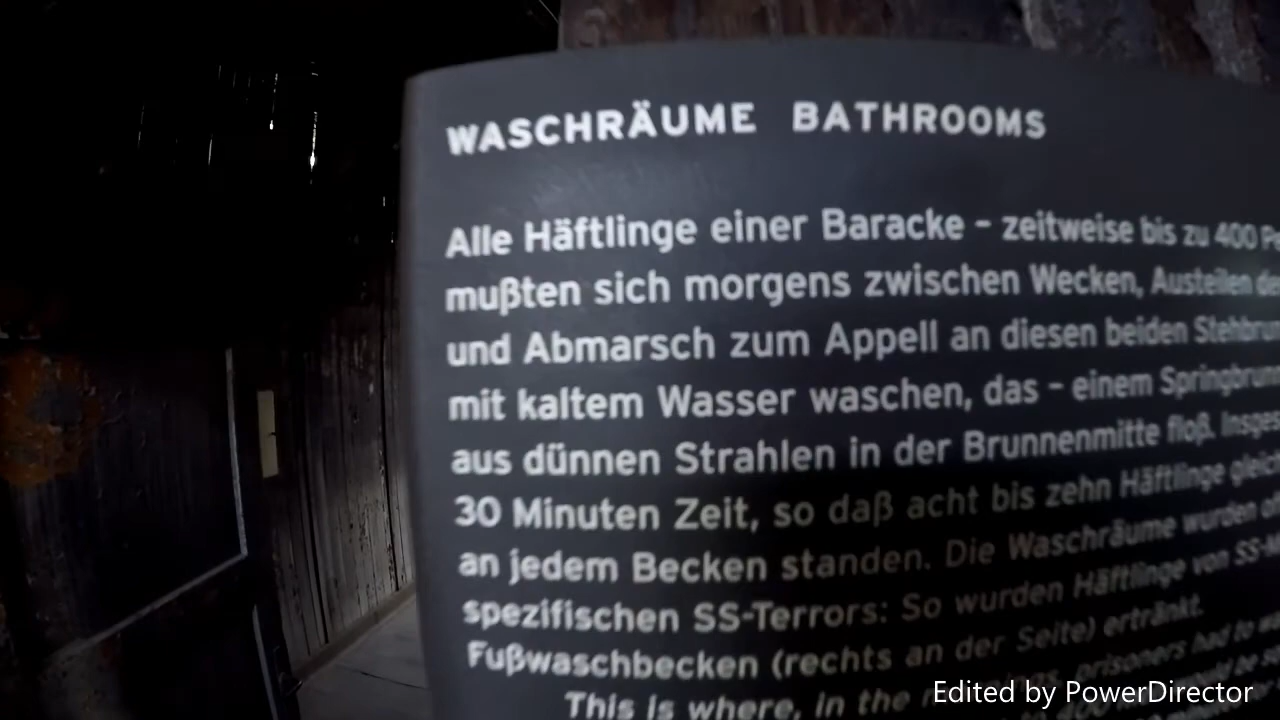 WASCHRÄUME BATHROOMS
Alle Häftlinge einer Baracke – zeitweise bis zu 400
mußten sich morgens zwischen Wecken, Austeilen
und Abmarsch zum Appell an diesen beiden
mit kaltem Wasser waschen, das – einem
aus dünnen Strahlen in der Brunnenmitte floß.
30 Minuten Zeit, so daß acht bis zehn Häftlinge
an jedem Becken standen. Die Waschräume wurden
spezifischen SS-Terrors: So wurden Häftlinge von
Fußwaschbecken (rechts an der Seite) ertränkt.
This is where, in the prisoners had to
Edited by PowerDirector